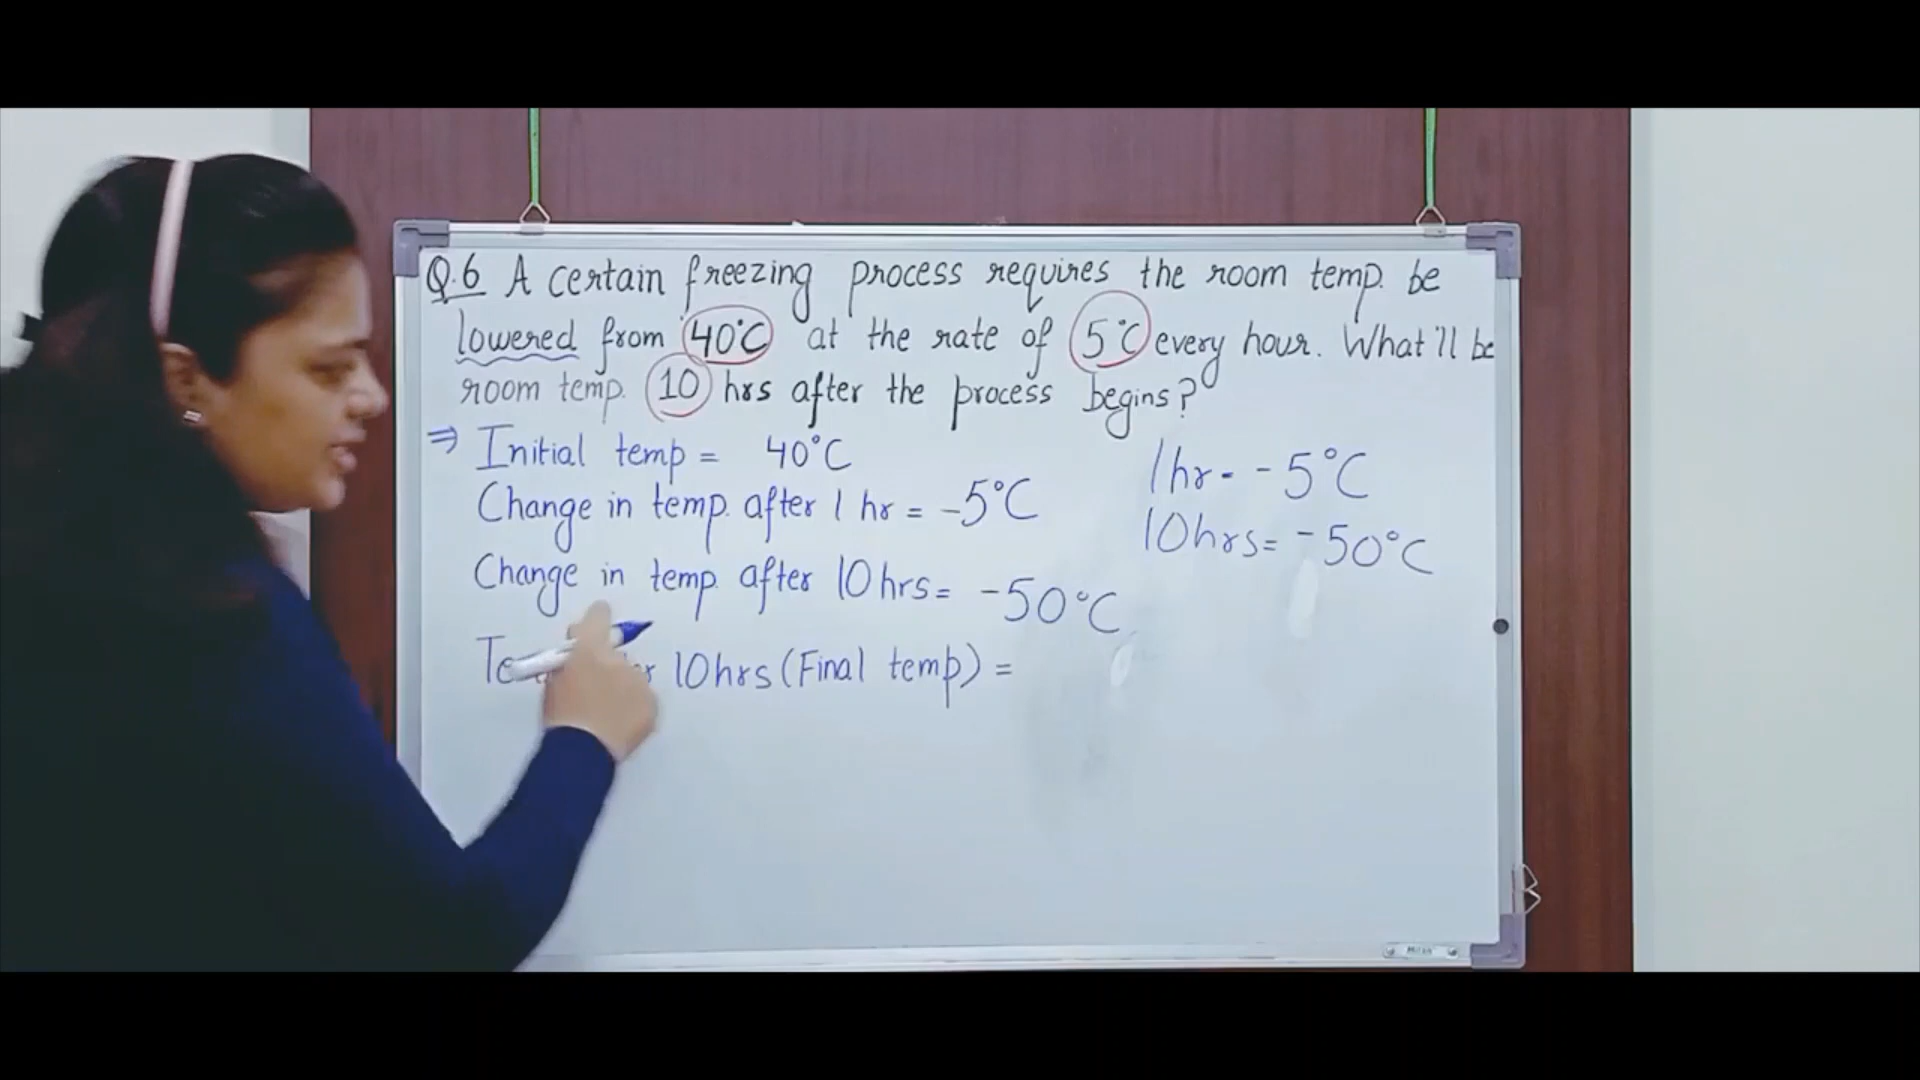 Q.6 A certain freezing process requires the room temp. be
lowered from 40°C at the rate of 5°C every hour. What'll be
room temp. 10 hrs after the process begins?
⇒ Initial temp = 40°C
Change in temp. after 1 hr = -5°C
Change in temp. after 10hrs = -50°C
10hrs (Final temp) =
1hr = -5°C
10hrs = -50°C